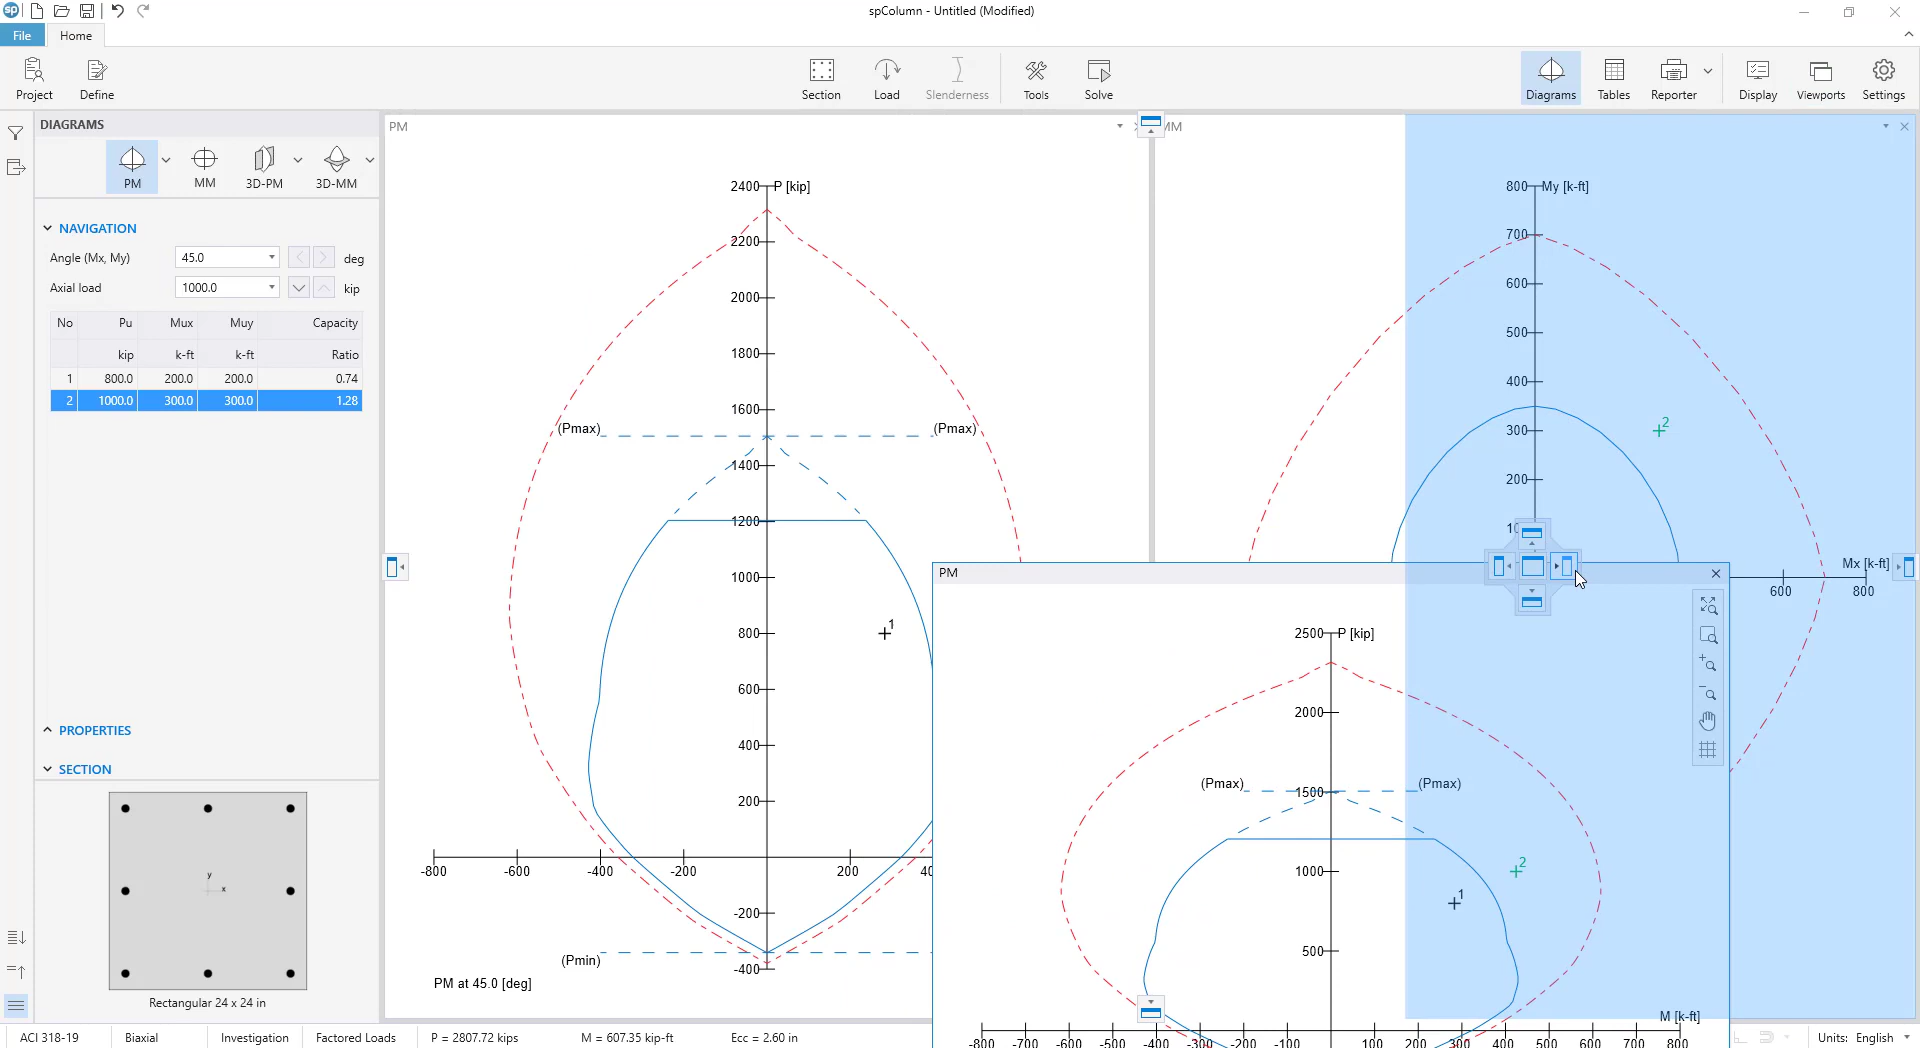 sp
spColumn - Untitled (Modified)
File
Home
Project
Define
Section
Load
Slenderness
Tools
Solve
Diagrams
Tables
Reporter
Display
Viewports
Settings
DIAGRAMS
PM
MM
3D-PM
3D-MM
NAVIGATION
Angle (Mx, My) 45.0 deg
Axial load 1000.0 kip
No Pu Mux Muy Capacity
kip k-ft k-ft Ratio
1 800.0 200.0 200.0 0.74
2 1000.0 300.0 300.0 1.28
PROPERTIES
SECTION
y
x
Rectangular 24 x 24 in
PM
2400 P [kip]
2200
2000
1800
1600
(Pmax) (Pmax)
1400
1200
1000
800
1
600
400
200
-800 -600 -400 -200 200
-200
(Pmin)
-400
PM at 45.0 [deg]
MM
800 My [k-ft]
700
600
500
400
300
2
200
Mx [k-ft]
600 800
PM
2500 P [kip]
2000
(Pmax) 1500 (Pmax)
1000
2
1
500
M [k-ft]
-800 -700 -600 -500 -400 -300 -200 -100 100 200 300 400 500 600 700 800
ACI 318-19
Biaxial
Investigation
Factored Loads
P = 2807.72 kips
M = 607.35 kip-ft
Ecc = 2.60 in
Units: English